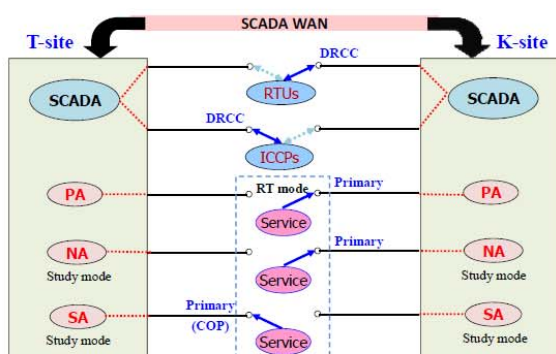 SCADA WAN
T-site
K-site
DRCC
RTUs
SCADA
SCADA
DRCC
ICCPs
RT mode
Primary
PA
PA
Service
Primary
NA
NA
Study mode
Study mode
Service
Primary
(COP)
SA
SA
Study mode
Study mode
Service